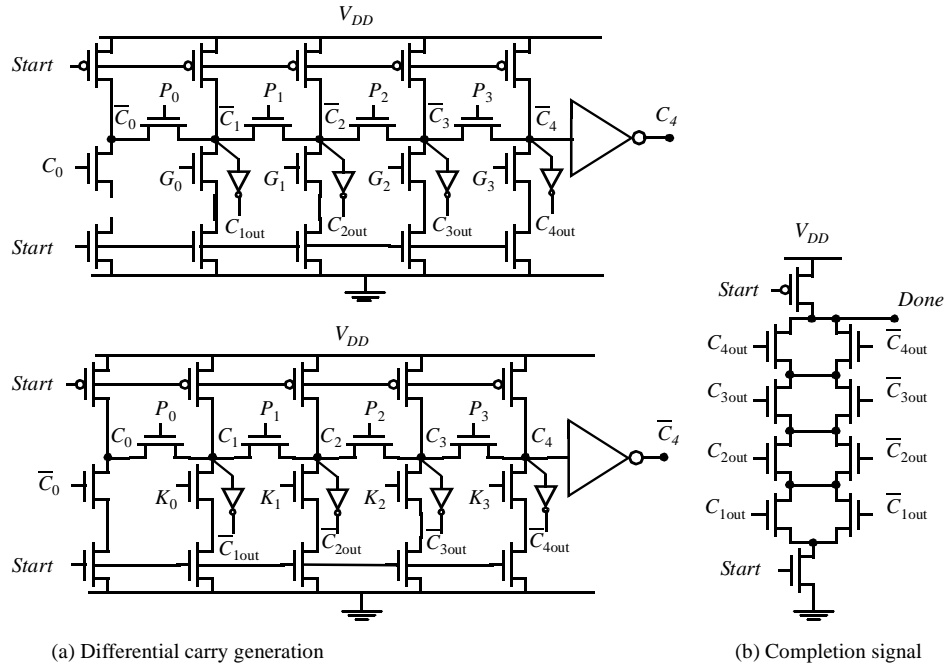 V_DD
Start
P_0 P_1 P_2 P_3
C̅_0 C̅_1 C̅_2 C̅_3 C̅_4 C_4
C_0 G_0 G_1 G_2 G_3
C_1out C_2out C_3out C_4out
Start
V_DD
Start
P_0 P_1 P_2 P_3
C_0 C_1 C_2 C_3 C_4 C̅_4
C̅_0 K_0 K_1 K_2 K_3
C̅_1out C̅_2out C̅_3out C̅_4out
Start
(a) Differential carry generation
V_DD
Start
Done
C_4out C̅_4out
C_3out C̅_3out
C_2out C̅_2out
C_1out C̅_1out
Start
(b) Completion signal